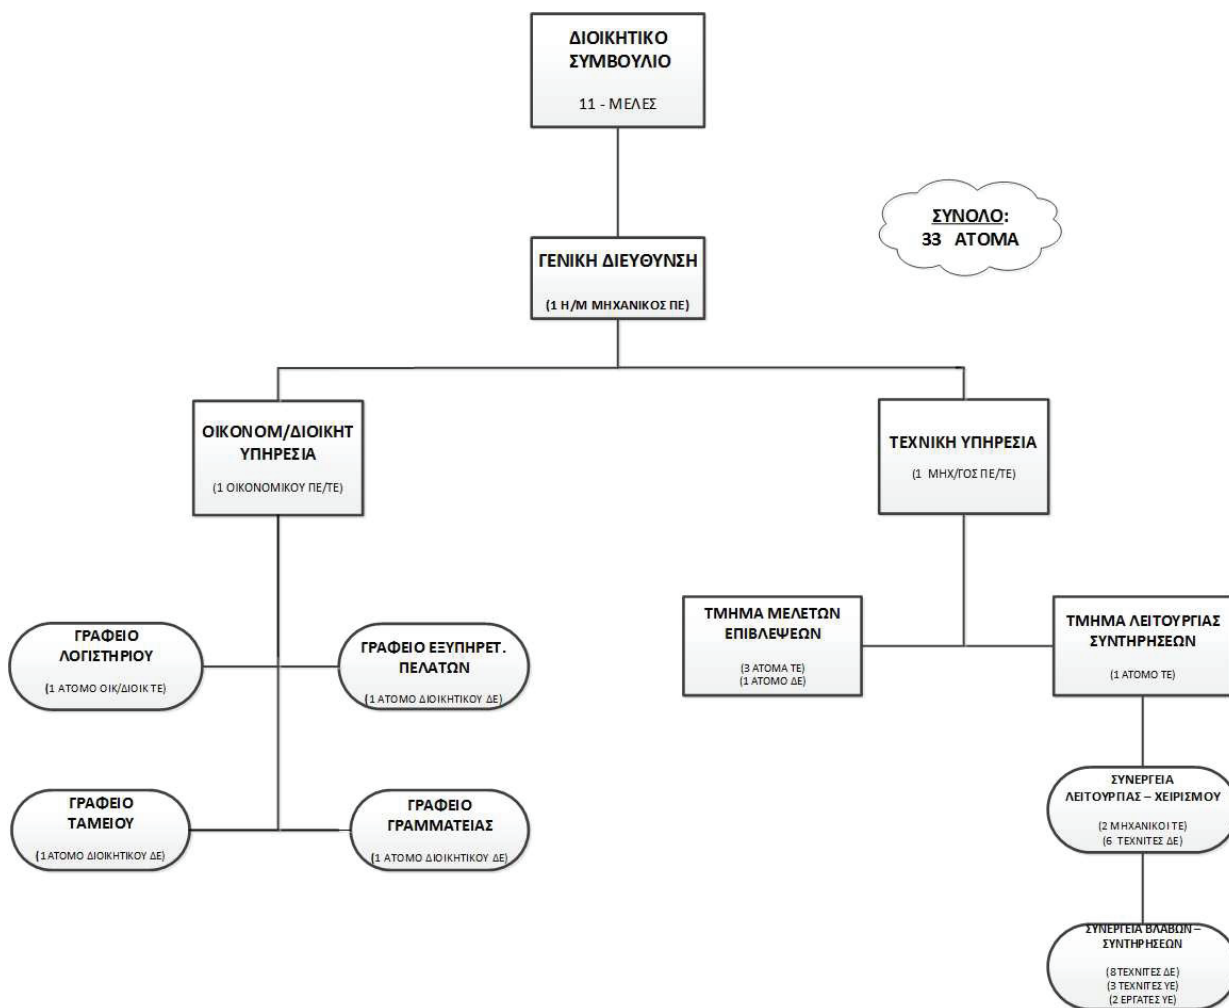 ΔΙΟΙΚΗΤΙΚΟ
ΣΥΜΒΟΥΛΙΟ
11 - ΜΕΛΕΣ
ΣΥΝΟΛΟ:
33 ΑΤΟΜΑ
ΓΕΝΙΚΗ ΔΙΕΥΘΥΝΣΗ
(1 Η/Μ ΜΗΧΑΝΙΚΟΣ ΠΕ)
ΟΙΚΟΝΟΜ/ΔΙΟΙΚΗΤ
ΥΠΗΡΕΣΙΑ
(1 ΟΙΚΟΝΟΜΙΚΟΥ ΠΕ/ΤΕ)
ΤΕΧΝΙΚΗ ΥΠΗΡΕΣΙΑ
(1 ΜΗΧ/ΓΟΣ ΠΕ/ΤΕ)
ΓΡΑΦΕΙΟ
ΛΟΓΙΣΤΗΡΙΟΥ
(1 ΑΤΟΜΟ ΟΙΚ/ΔΙΟΙΚ ΤΕ)
ΓΡΑΦΕΙΟ ΕΞΥΠΗΡΕΤ.
ΠΕΛΑΤΩΝ
(1 ΑΤΟΜΟ ΔΙΟΙΚΗΤΙΚΟΥ ΔΕ)
ΤΜΗΜΑ ΜΕΛΕΤΩΝ
ΕΠΙΒΛΕΨΕΩΝ
(3 ΑΤΟΜΑ ΤΕ)
(1 ΑΤΟΜΟ ΔΕ)
ΤΜΗΜΑ ΛΕΙΤΟΥΡΓΙΑΣ
ΣΥΝΤΗΡΗΣΕΩΝ
(1 ΑΤΟΜΟ ΤΕ)
ΓΡΑΦΕΙΟ
ΤΑΜΕΙΟΥ
(1 ΑΤΟΜΟ ΔΙΟΙΚΗΤΙΚΟΥ ΔΕ)
ΓΡΑΦΕΙΟ
ΓΡΑΜΜΑΤΕΙΑΣ
(1 ΑΤΟΜΟ ΔΙΟΙΚΗΤΙΚΟΥ ΔΕ)
ΣΥΝΕΡΓΕΙΑ
ΛΕΙΤΟΥΡΓΙΑΣ – ΧΕΙΡΙΣΜΟΥ
(2 ΜΗΧΑΝΙΚΟΙ ΤΕ)
(6 ΤΕΧΝΙΤΕΣ ΔΕ)
ΣΥΝΕΡΓΕΙΑ ΒΛΑΒΩΝ –
ΣΥΝΤΗΡΗΣΕΩΝ
(8 ΤΕΧΝΙΤΕΣ ΔΕ)
(3 ΤΕΧΝΙΤΕΣ ΥΕ)
(2 ΕΡΓΑΤΕΣ ΥΕ)